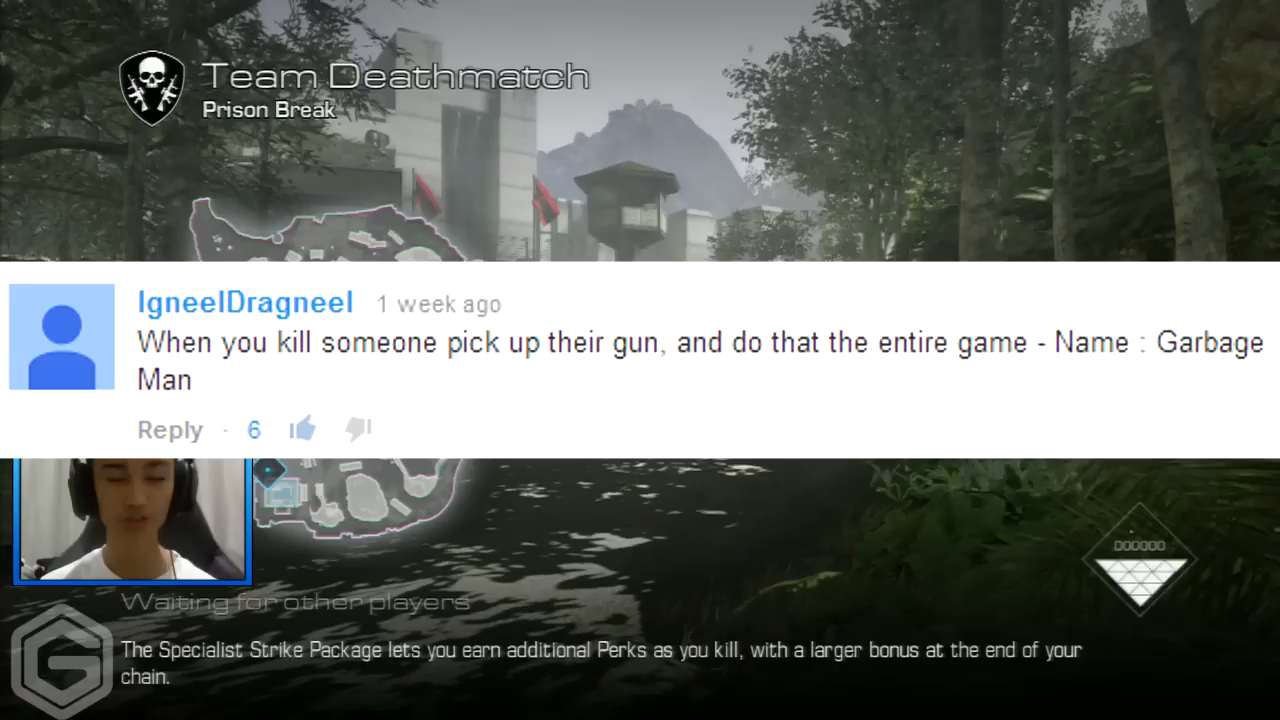 Team Deathmatch
Prison Break
IgneelDragneel 1 week ago
When you kill someone pick up their gun, and do that the entire game - Name : Garbage
Man
Reply · 6
Waiting for other players
The Specialist Strike Package lets you earn additional Perks as you kill, with a larger bonus at the end of your
chain.